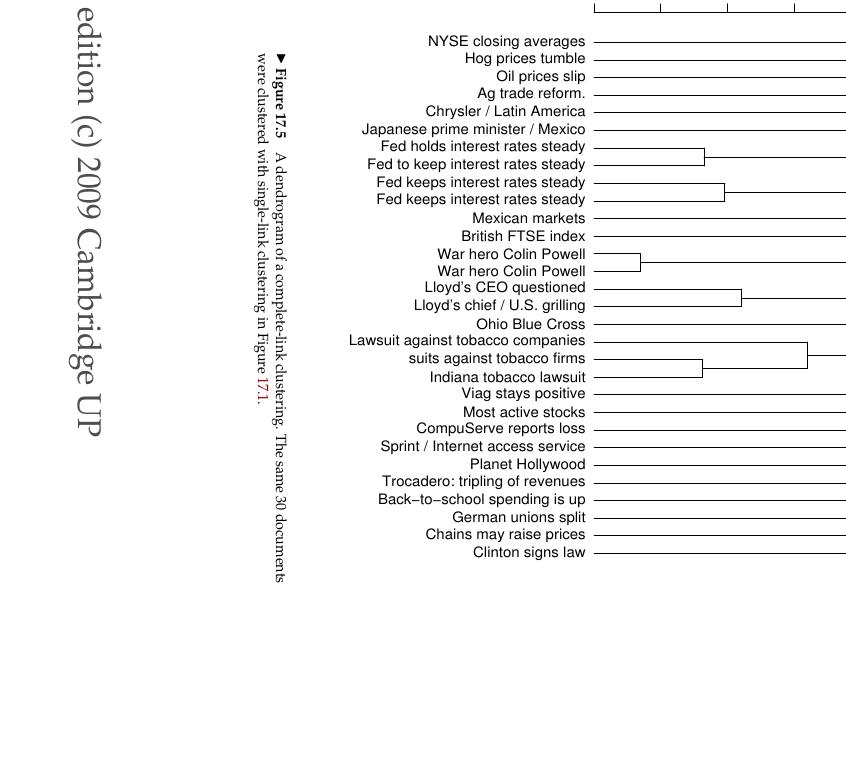 NYSE closing averages
Hog prices tumble
Oil prices slip
Ag trade reform.
Chrysler / Latin America
Japanese prime minister / Mexico
Fed holds interest rates steady
Fed to keep interest rates steady
Fed keeps interest rates steady
Fed keeps interest rates steady
Mexican markets
British FTSE index
War hero Colin Powell
War hero Colin Powell
Lloyd's CEO questioned
Lloyd's chief / U.S. grilling
Ohio Blue Cross
Lawsuit against tobacco companies
suits against tobacco firms
Indiana tobacco lawsuit
Viag stays positive
Most active stocks
CompuServe reports loss
Sprint / Internet access service
Planet Hollywood
Trocadero: tripling of revenues
Back−to−school spending is up
German unions split
Chains may raise prices
Clinton signs law
▶ Figure 17.5 A dendrogram of a complete-link clustering. The same 30 documents
were clustered with single-link clustering in Figure 17.1.
edition (c) 2009 Cambridge UP